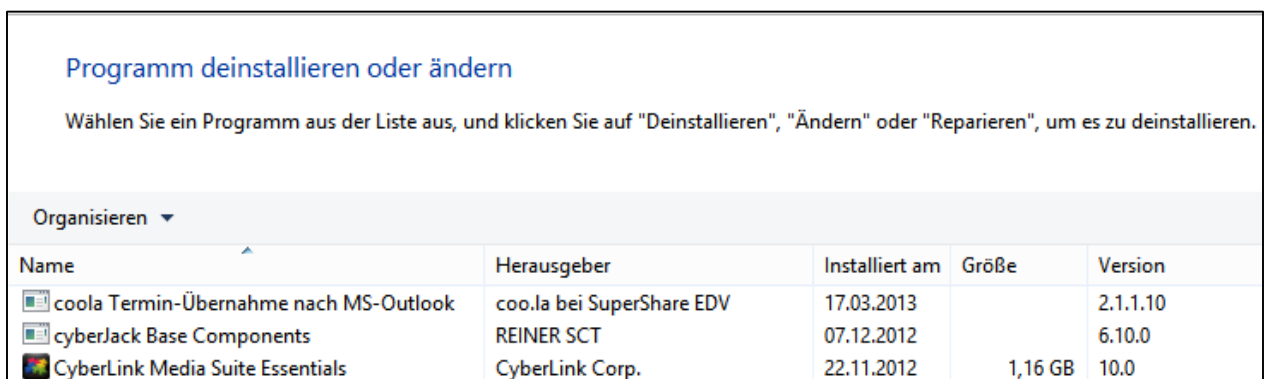 Programm deinstallieren oder ändern
Wählen Sie ein Programm aus der Liste aus, und klicken Sie auf "Deinstallieren", "Ändern" oder "Reparieren", um es zu deinstallieren.
Organisieren
Name Herausgeber Installiert am Größe Version
coola Termin-Übernahme nach MS-Outlook coo.la bei SuperShare EDV 17.03.2013 2.1.1.10
cyberJack Base Components REINER SCT 07.12.2012 6.10.0
CyberLink Media Suite Essentials CyberLink Corp. 22.11.2012 1,16 GB 10.0